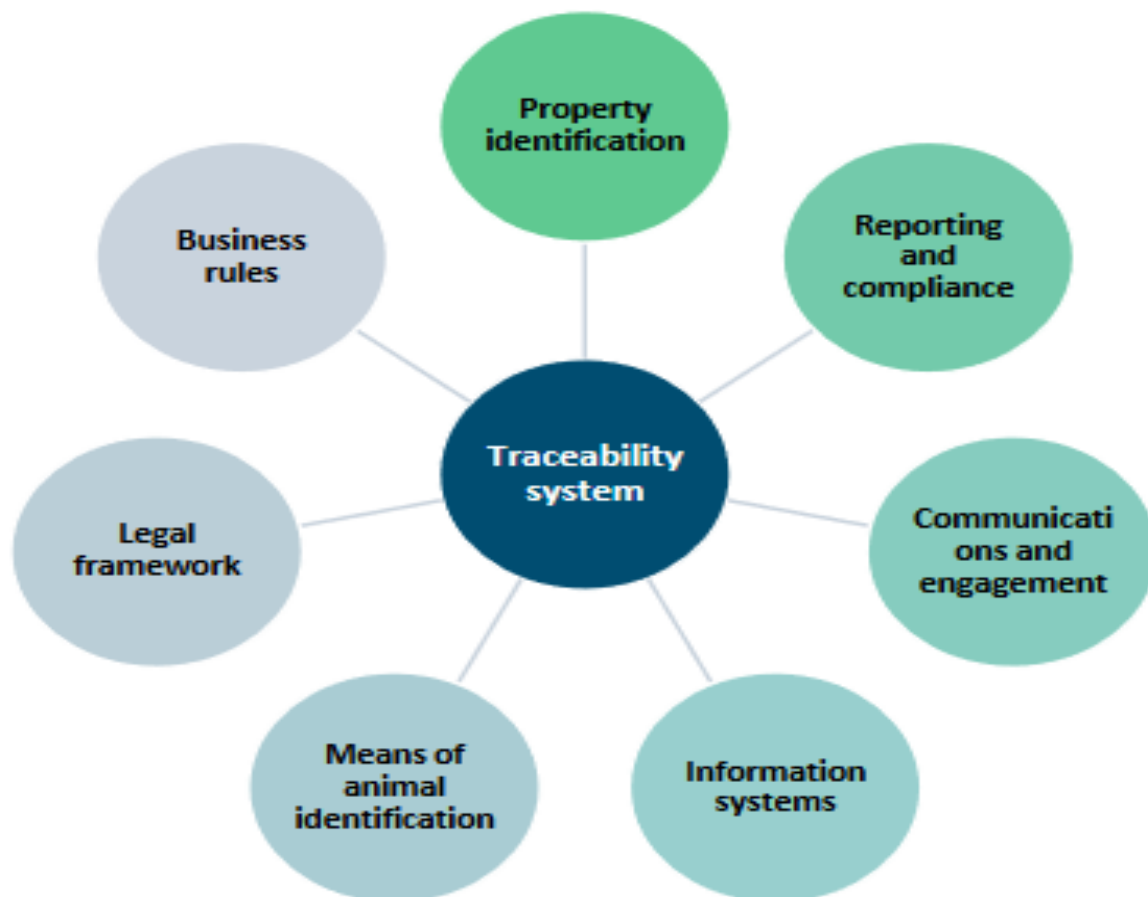 Property
identification
Reporting
and
compliance
Communicati
ons and
engagement
Information
systems
Means of
animal
identification
Legal
framework
Business
rules
Traceability
system